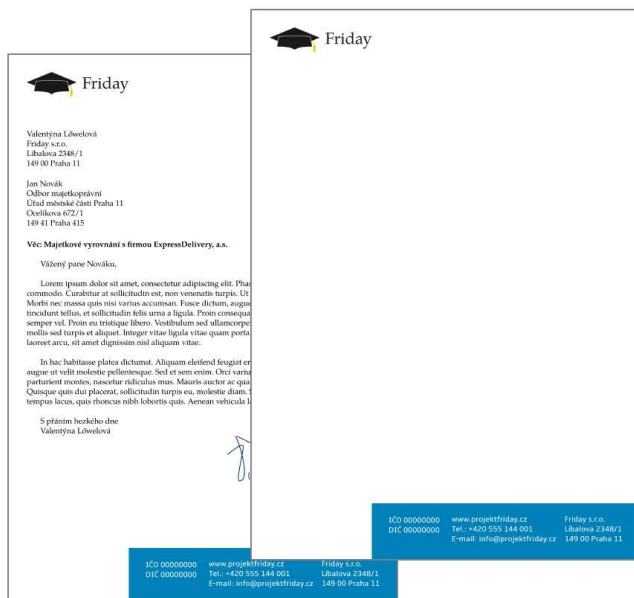 Friday
Valentýna Lőwelová
Friday s.r.o.
Líbalova 2348/1
149 00 Praha 11
Jan Novák
Odbor majetkoprávní
Úřad městské části Praha 11
Ocelíkova 672/1
149 41 Praha 415
Věc: Majetkové vyrovnání s firmou ExpressDelivery, a.s.
Vážený pane Nováku,
Lorem ipsum dolor sit amet, consectetur adipiscing elit.
commodo. Curabitur at sollicitudin est, non venenatis turpis. Ut
Morbi nec massa quis nisi varius accumsan. Fusce dictum,
tincidunt tellus, et sollicitudin felis urna a ligula. Proin
semper vel. Proin eu tristique libero. Vestibulum sed
mollis sed turpis et aliquet. Integer vitae ligula vitae quam porta
laoreet arcu, sit amet dignissim nisl aliquam vitae.
In hac habitasse platea dictumst. Aliquam eleifend feugiat
augue ut velit molestie pellentesque. Sed et sem enim. Orci
parturient montes, nascetur ridiculus mus. Mauris auctor ac
Quisque quis dui placerat, sollicitudin turpis eu, molestie diam.
tempus lacus, quis rhoncus nibh lobortis quis. Aenean vehicula
S přáním hezkého dne
Valentýna Lőwelová
IČO 00000000 www.projektfriday.cz Friday s.r.o.
DIČ 00000000 Tel.: +420 555 144 001 Líbalova 2348/1
E-mail: info@projektfriday.cz 149 00 Praha 11
Friday
IČO 00000000 www.projektfriday.cz Friday s.r.o.
DIČ 00000000 Tel.: +420 555 144 001 Líbalova 2348/1
E-mail: info@projektfriday.cz 149 00 Praha 11